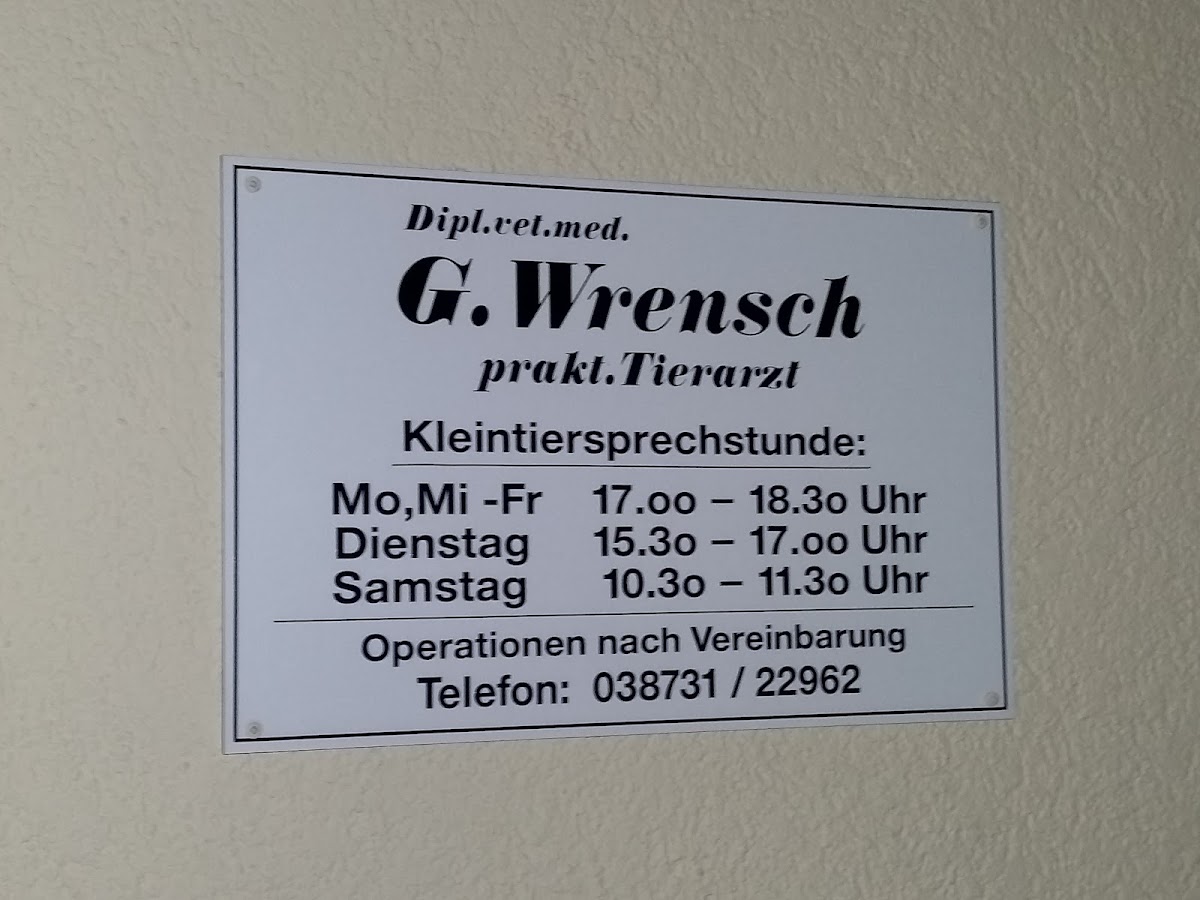 Dipl.vet.med.
G.Wrensch
prakt.Tierarzt
Kleintiersprechstunde:
Mo,Mi -Fr 17.oo – 18.3o Uhr
Dienstag 15.3o – 17.oo Uhr
Samstag 10.3o – 11.3o Uhr
Operationen nach Vereinbarung
Telefon: 038731 / 22962